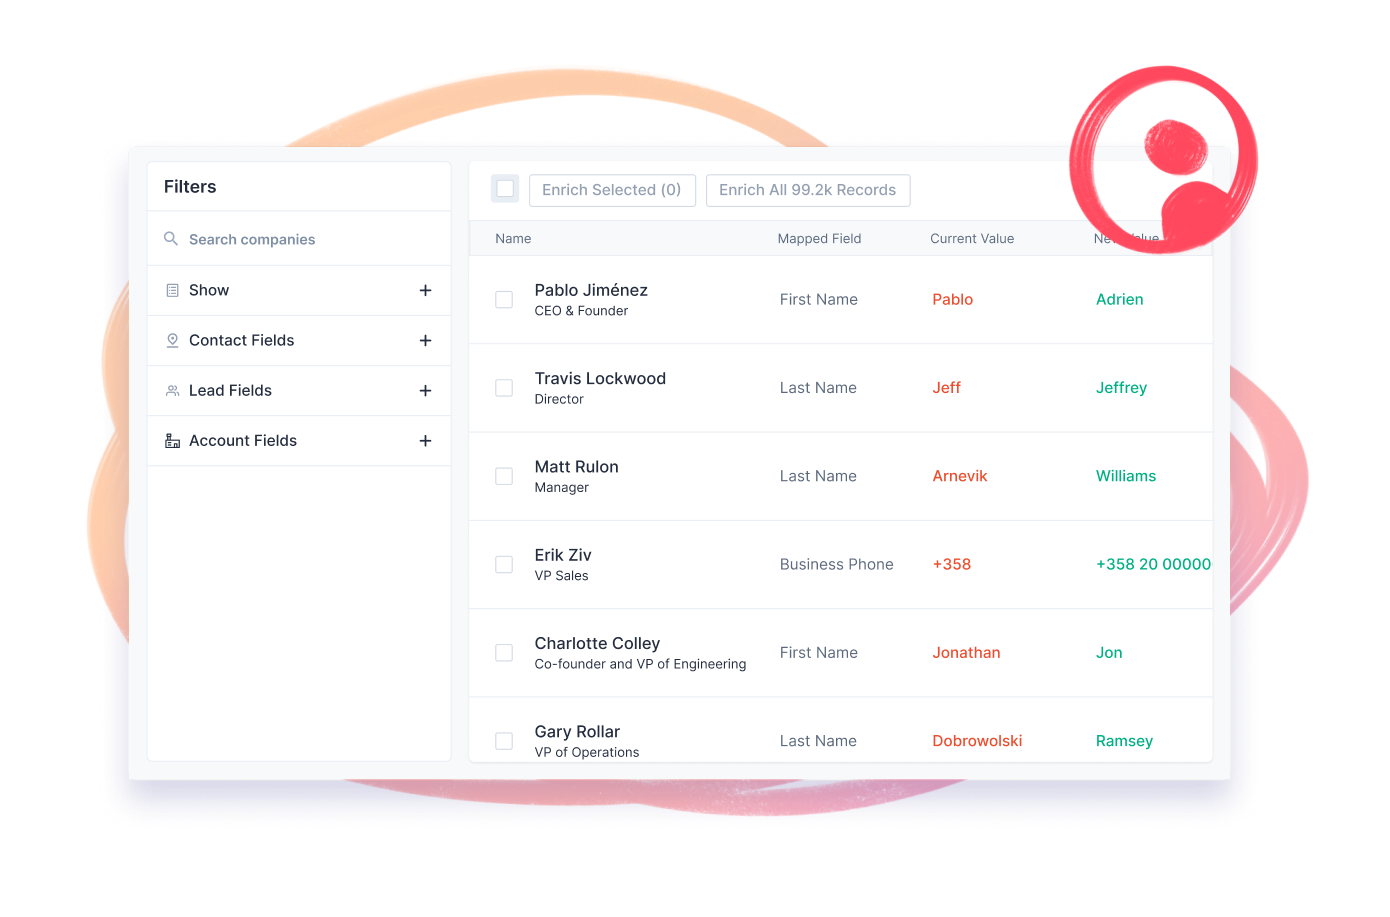 Filters
Search companies
Show
Contact Fields
Lead Fields
Account Fields
Enrich Selected (0)
Enrich All 99.2k Records
Name Mapped Field Current Value New Value
Pablo Jiménez
CEO & Founder
First Name Pablo Adrien
Travis Lockwood
Director
Last Name Jeff Jeffrey
Matt Rulon
Manager
Last Name Arnevik Williams
Erik Ziv
VP Sales
Business Phone +358 +358 20 00000
Charlotte Colley
Co-founder and VP of Engineering
First Name Jonathan Jon
Gary Rollar
VP of Operations
Last Name Dobrowolski Ramsey